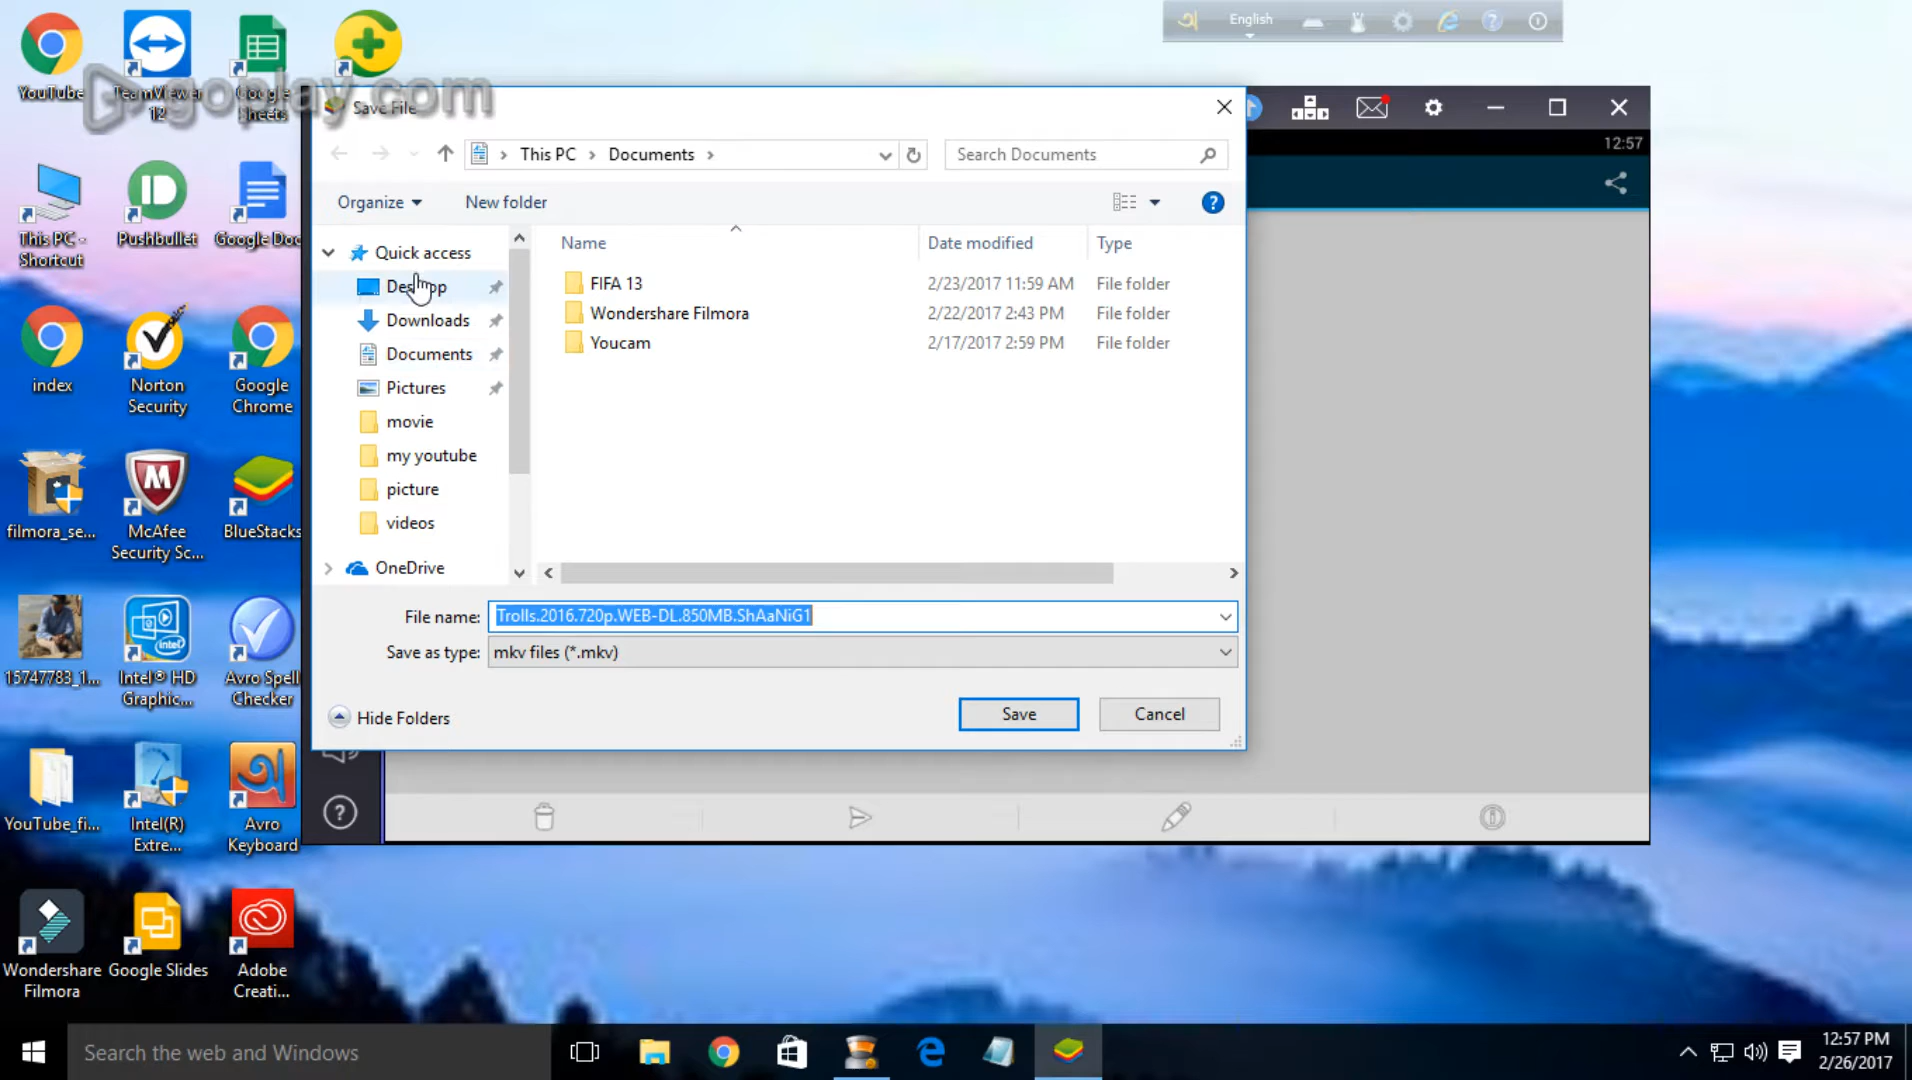 English
YouTube
TeamViewer
12
Google
Sheets
goplay.com
Save File
12:57
This PC
Documents
Search Documents
Organize
New folder
This PC -
Shortcut
Pushbullet
Google Doc
Quick access
Desktop
Downloads
Documents
Pictures
movie
my youtube
picture
videos
OneDrive
Name
Date modified
Type
FIFA 13
2/23/2017 11:59 AM
File folder
Wondershare Filmora
2/22/2017 2:43 PM
File folder
Youcam
2/17/2017 2:59 PM
File folder
index
Norton
Security
Google
Chrome
filmora_se...
McAfee
Security Sc...
BlueStacks
File name:
Trolls.2016.720p.WEB-DL.850MB.ShAaNiG1
Save as type:
mkv files (*.mkv)
Hide Folders
Save
Cancel
15747783_1...
Intel® HD
Graphic...
Avro Spell
Checker
YouTube_fi...
Intel(R)
Extre...
Avro
Keyboard
Wondershare
Filmora
Google Slides
Adobe
Creati...
Search the web and Windows
12:57 PM
2/26/2017